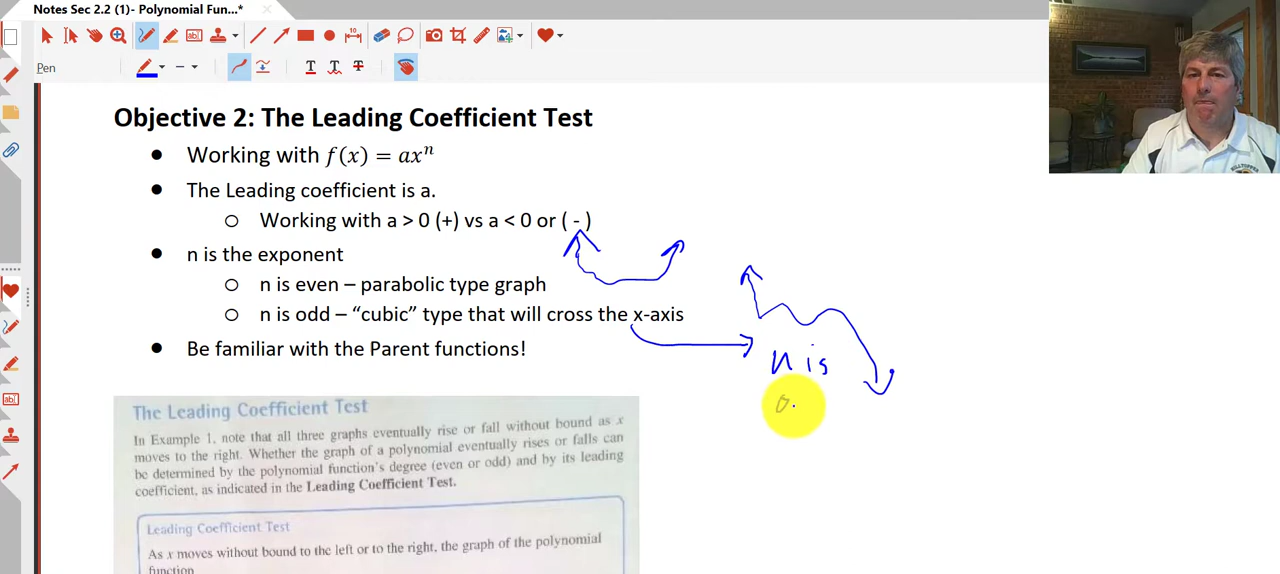 Notes Sec 2.2 (1)- Polynomial Fun...*
Pen
Objective 2: The Leading Coefficient Test
● Working with f(x) = axⁿ
● The Leading coefficient is a.
○ Working with a > 0 (+) vs a < 0 or ( - )
● n is the exponent
○ n is even – parabolic type graph
○ n is odd – “cubic” type that will cross the x-axis
● Be familiar with the Parent functions!
n is
The Leading Coefficient Test
In Example 1, note that all three graphs eventually rise or fall without bound as x
moves to the right. Whether the graph of a polynomial eventually rises or falls can
be determined by the polynomial function's degree (even or odd) and by its leading
coefficient, as indicated in the Leading Coefficient Test.
Leading Coefficient Test
As x moves without bound to the left or to the right, the graph of the polynomial
function
HILLTOPPER